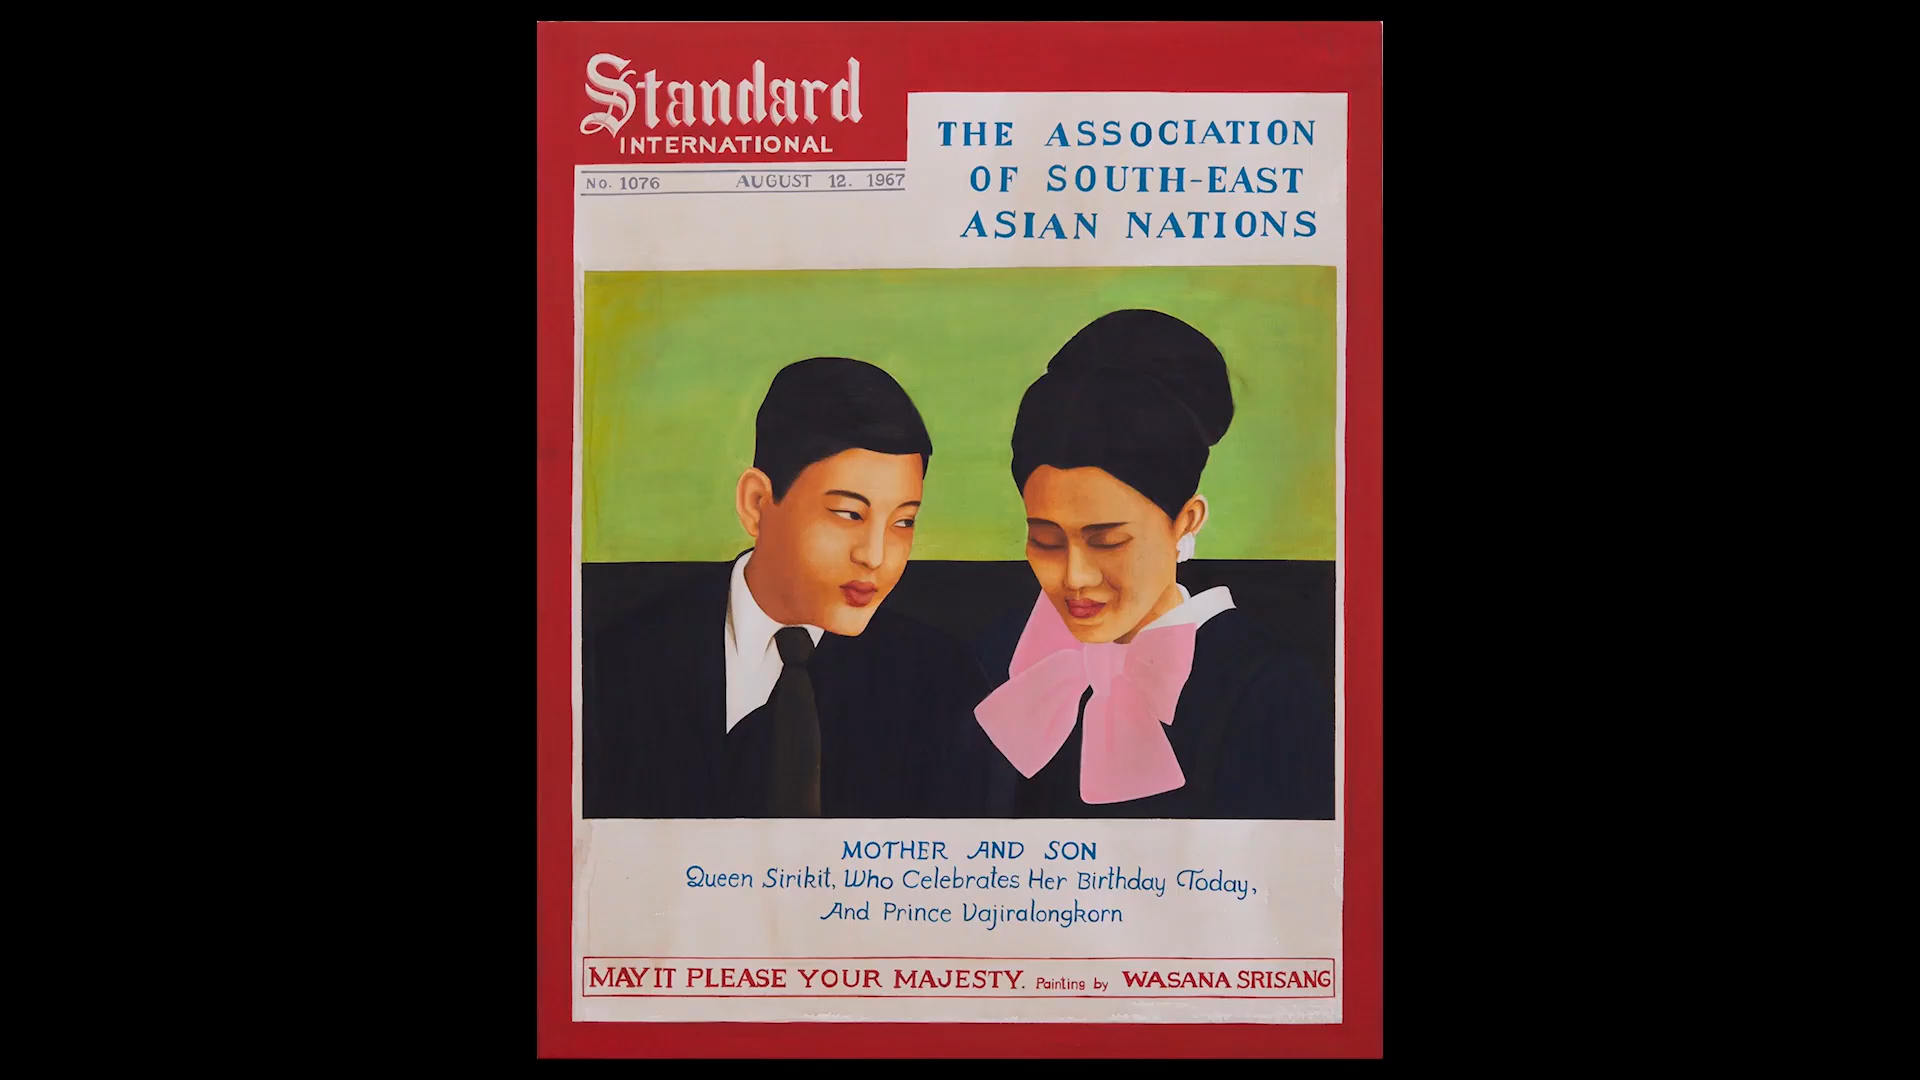 Standard
INTERNATIONAL
No. 1076 AUGUST 12. 1967
THE ASSOCIATION
OF SOUTH-EAST
ASIAN NATIONS
MOTHER AND SON
Queen Sirikit, Who Celebrates Her Birthday Today,
And Prince Vajiralongkorn
MAY IT PLEASE YOUR MAJESTY. Painting by WASANA SRISANG